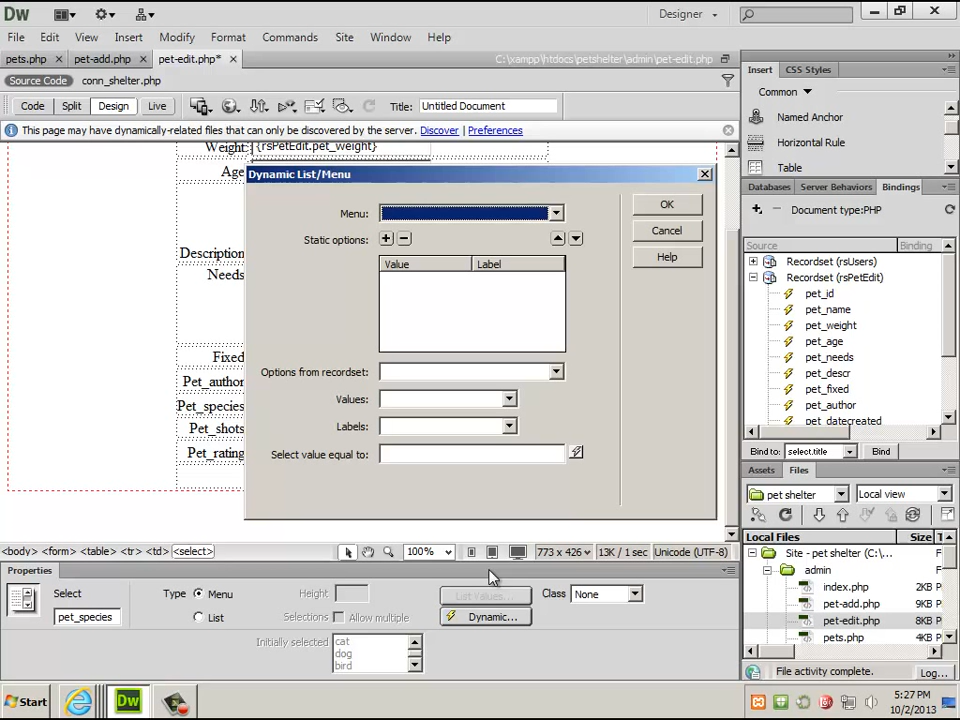 Dw
Designer
File Edit View Insert Modify Format Commands Site Window Help
pets.php pet-add.php pet-edit.php* C:\xampp\htdocs\petshelter\admin\pet-edit.php
Source Code conn_shelter.php
Code Split Design Live Title: Untitled Document
This page may have dynamically-related files that can only be discovered by the server. Discover Preferences
Weight: {rsPetEdit.pet_weight}
Age
Description
Needs
Fixed
Pet_author
Pet_species
Pet_shots
Pet_rating
Dynamic List/Menu
Menu:
Static options:
Value Label
Options from recordset:
Values:
Labels:
Select value equal to:
OK
Cancel
Help
<body> <form> <table> <tr> <td> <select> 100% 773 x 426 13K / 1 sec Unicode (UTF-8)
Properties
Select
pet_species
Type Menu
List
Height
Selections Allow multiple
Initially selected cat
dog
bird
List Values...
Dynamic...
Class None
Insert CSS Styles
Common
Named Anchor
Horizontal Rule
Table
Databases Server Behaviors Bindings
Document type:PHP
Source Binding
Recordset (rsUsers)
Recordset (rsPetEdit)
pet_id
pet_name
pet_weight
pet_age
pet_needs
pet_descr
pet_fixed
pet_author
pet_datecreated
Bind to: select.title Bind
Assets Files
pet shelter Local view
Local Files Size
Site - pet shelter (C:\...
admin
index.php 2KB P
pet-add.php 7KB P
pet-edit.php 8KB P
pets.php 4KB P
File activity complete. Log...
Start Dw 5:27 PM
10/2/2013